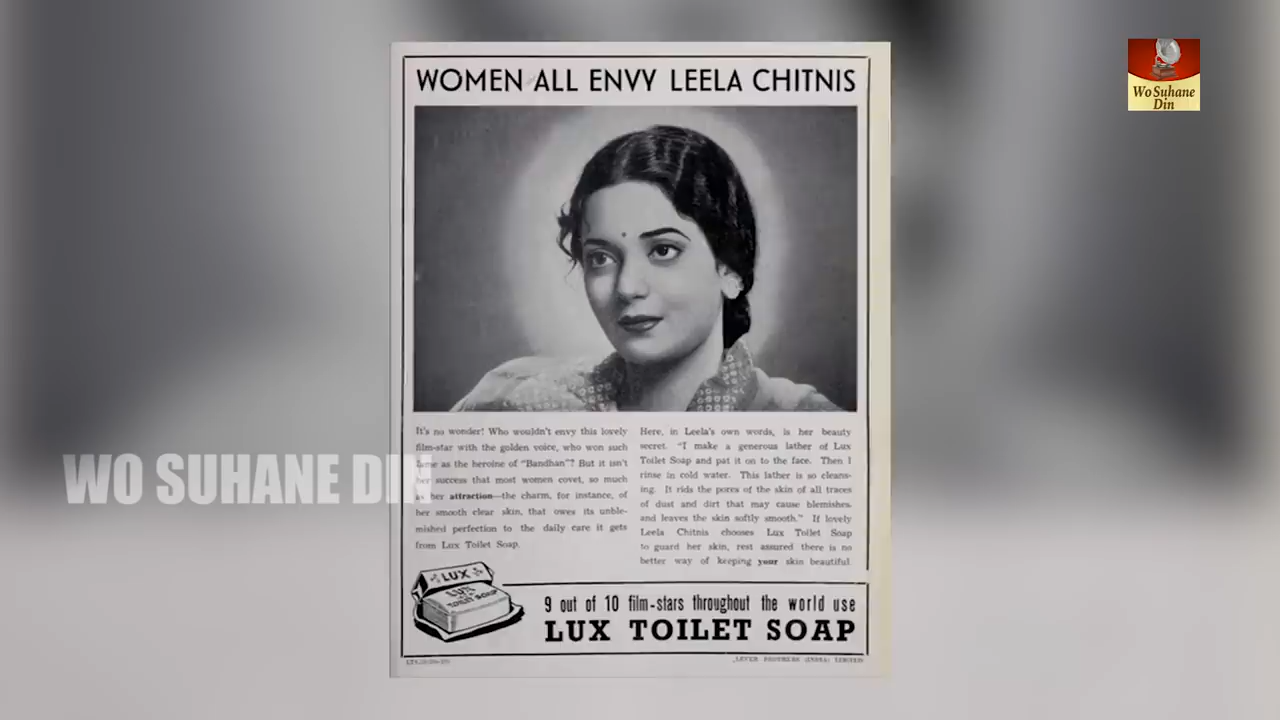 WOMEN ALL ENVY LEELA CHITNIS
Wo Suhane
Din
It's no wonder! Who wouldn't envy this lovely
film-star with the golden voice, who won such
fame as the heroine of "Bandhan"? But it isn't
her success that most women covet, so much
as her attraction—the charm, for instance, of
her smooth clear skin, that owes its unble-
mished perfection to the daily care it gets
from Lux Toilet Soap.
Here, in Leela's own words, is her beauty
secret. "I make a generous lather of Lux
Toilet Soap and pat it on to the face. Then I
rinse in cold water. This lather is so cleans-
ing. It rids the pores of the skin of all traces
of dust and dirt that may cause blemishes,
and leaves the skin softly smooth." If lovely
Leela Chitnis chooses Lux Toilet Soap
to guard her skin, rest assured there is no
better way of keeping your skin beautiful.
WO SUHANE DIN
LUX
LUX
TOILET SOAP
9 out of 10 film-stars throughout the world use
LUX TOILET SOAP
LEVER BROTHERS (INDIA) LIMITED